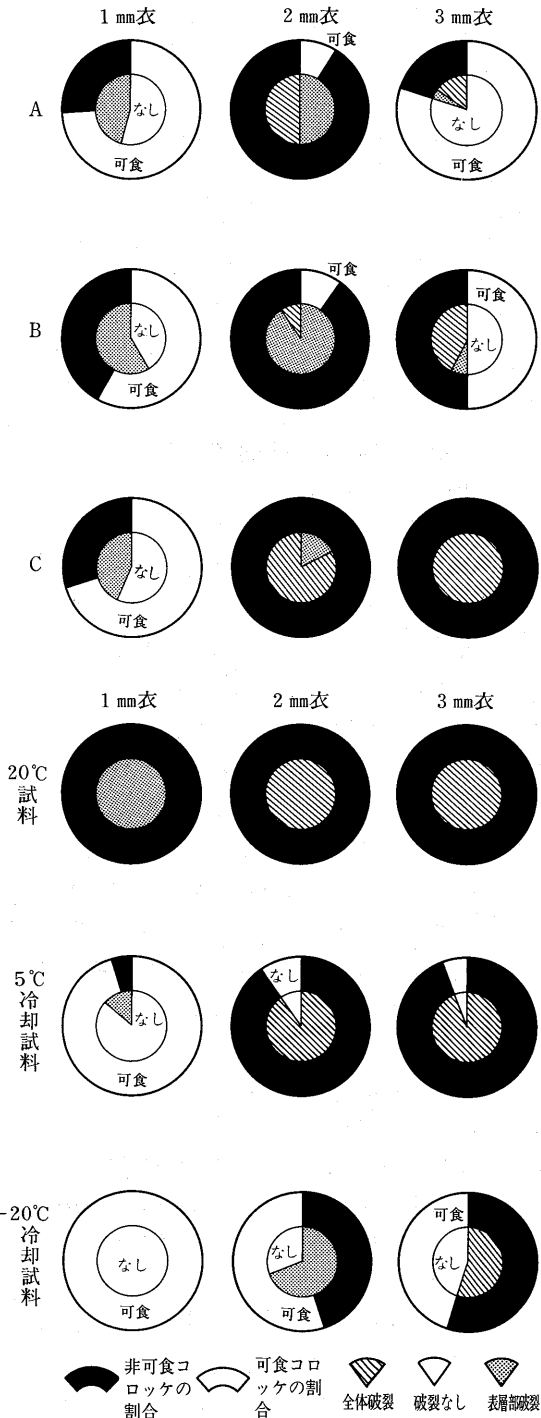 1 mm衣 2 mm衣 3 mm衣
可食
A
なし
なし
可食
可食
可食
可食
B
なし
なし
可食
C
なし
可食
1 mm衣 2 mm衣 3 mm衣
20℃
試
料
5℃
冷
却
試
料
なし
なし
可食
-20℃
冷
却
試
料
可食
なし
なし
なし
可食
可食
非可食コ
ロッケの
割合
可食コロ
ッケの割
合
全体破裂
破裂なし
表層部破裂